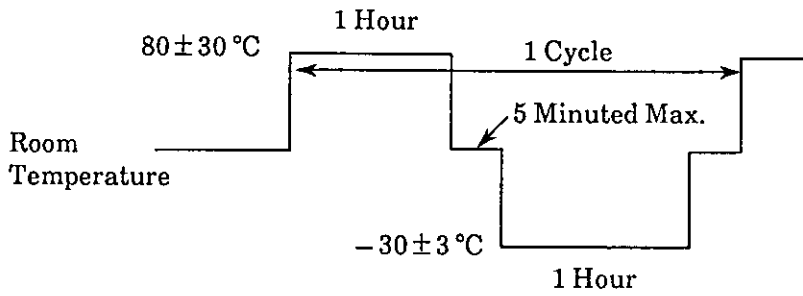 1 Hour
80±30 °C
1 Cycle
5 Minuted Max.
Room
Temperature
−30±3 °C
1 Hour